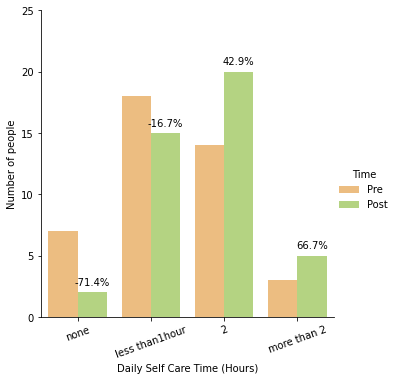 25
20
15
10
5
0
Number of people
42.9%
-16.7%
66.7%
-71.4%
Time
Pre
Post
none
less than1hour
2
more than 2
Daily Self Care Time (Hours)